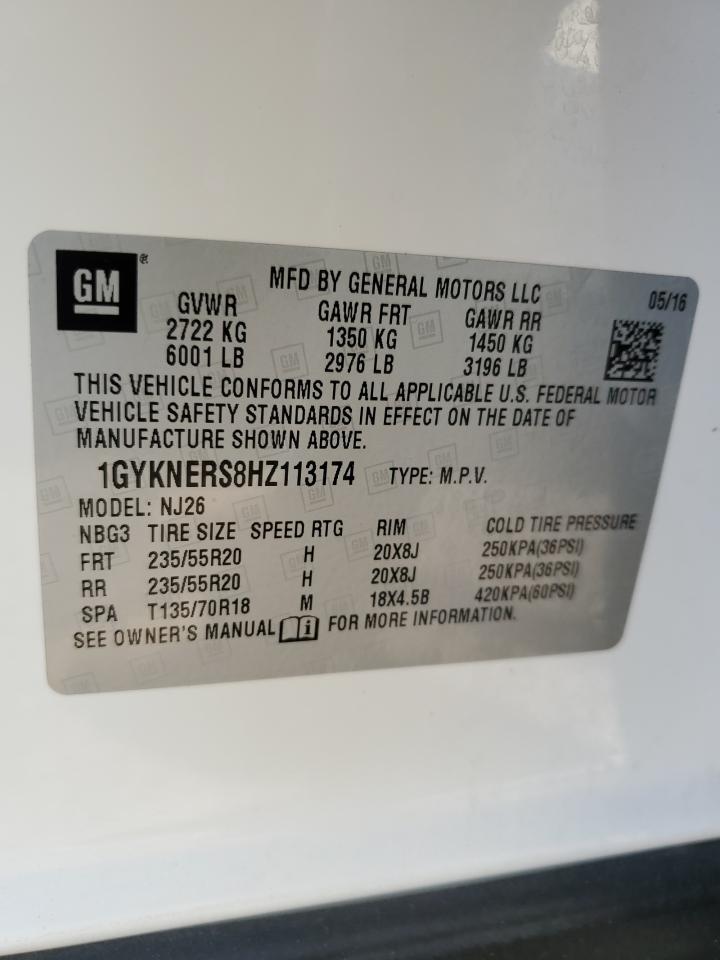 GM®
MFD BY GENERAL MOTORS LLC
05/16
GVWR GAWR FRT GAWR RR
2722 KG 1350 KG 1450 KG
6001 LB 2976 LB 3196 LB
THIS VEHICLE CONFORMS TO ALL APPLICABLE U.S. FEDERAL MOTOR
VEHICLE SAFETY STANDARDS IN EFFECT ON THE DATE OF
MANUFACTURE SHOWN ABOVE.
1GYKNERS8HZ113174 TYPE: M.P.V.
MODEL: NJ26
NBG3 TIRE SIZE SPEED RTG RIM COLD TIRE PRESSURE
FRT 235/55R20 H 20X8J 250KPA(36PSI)
RR 235/55R20 H 20X8J 250KPA(36PSI)
SPA T135/70R18 M 18X4.5B 420KPA(60PSI)
SEE OWNER'S MANUAL i FOR MORE INFORMATION.